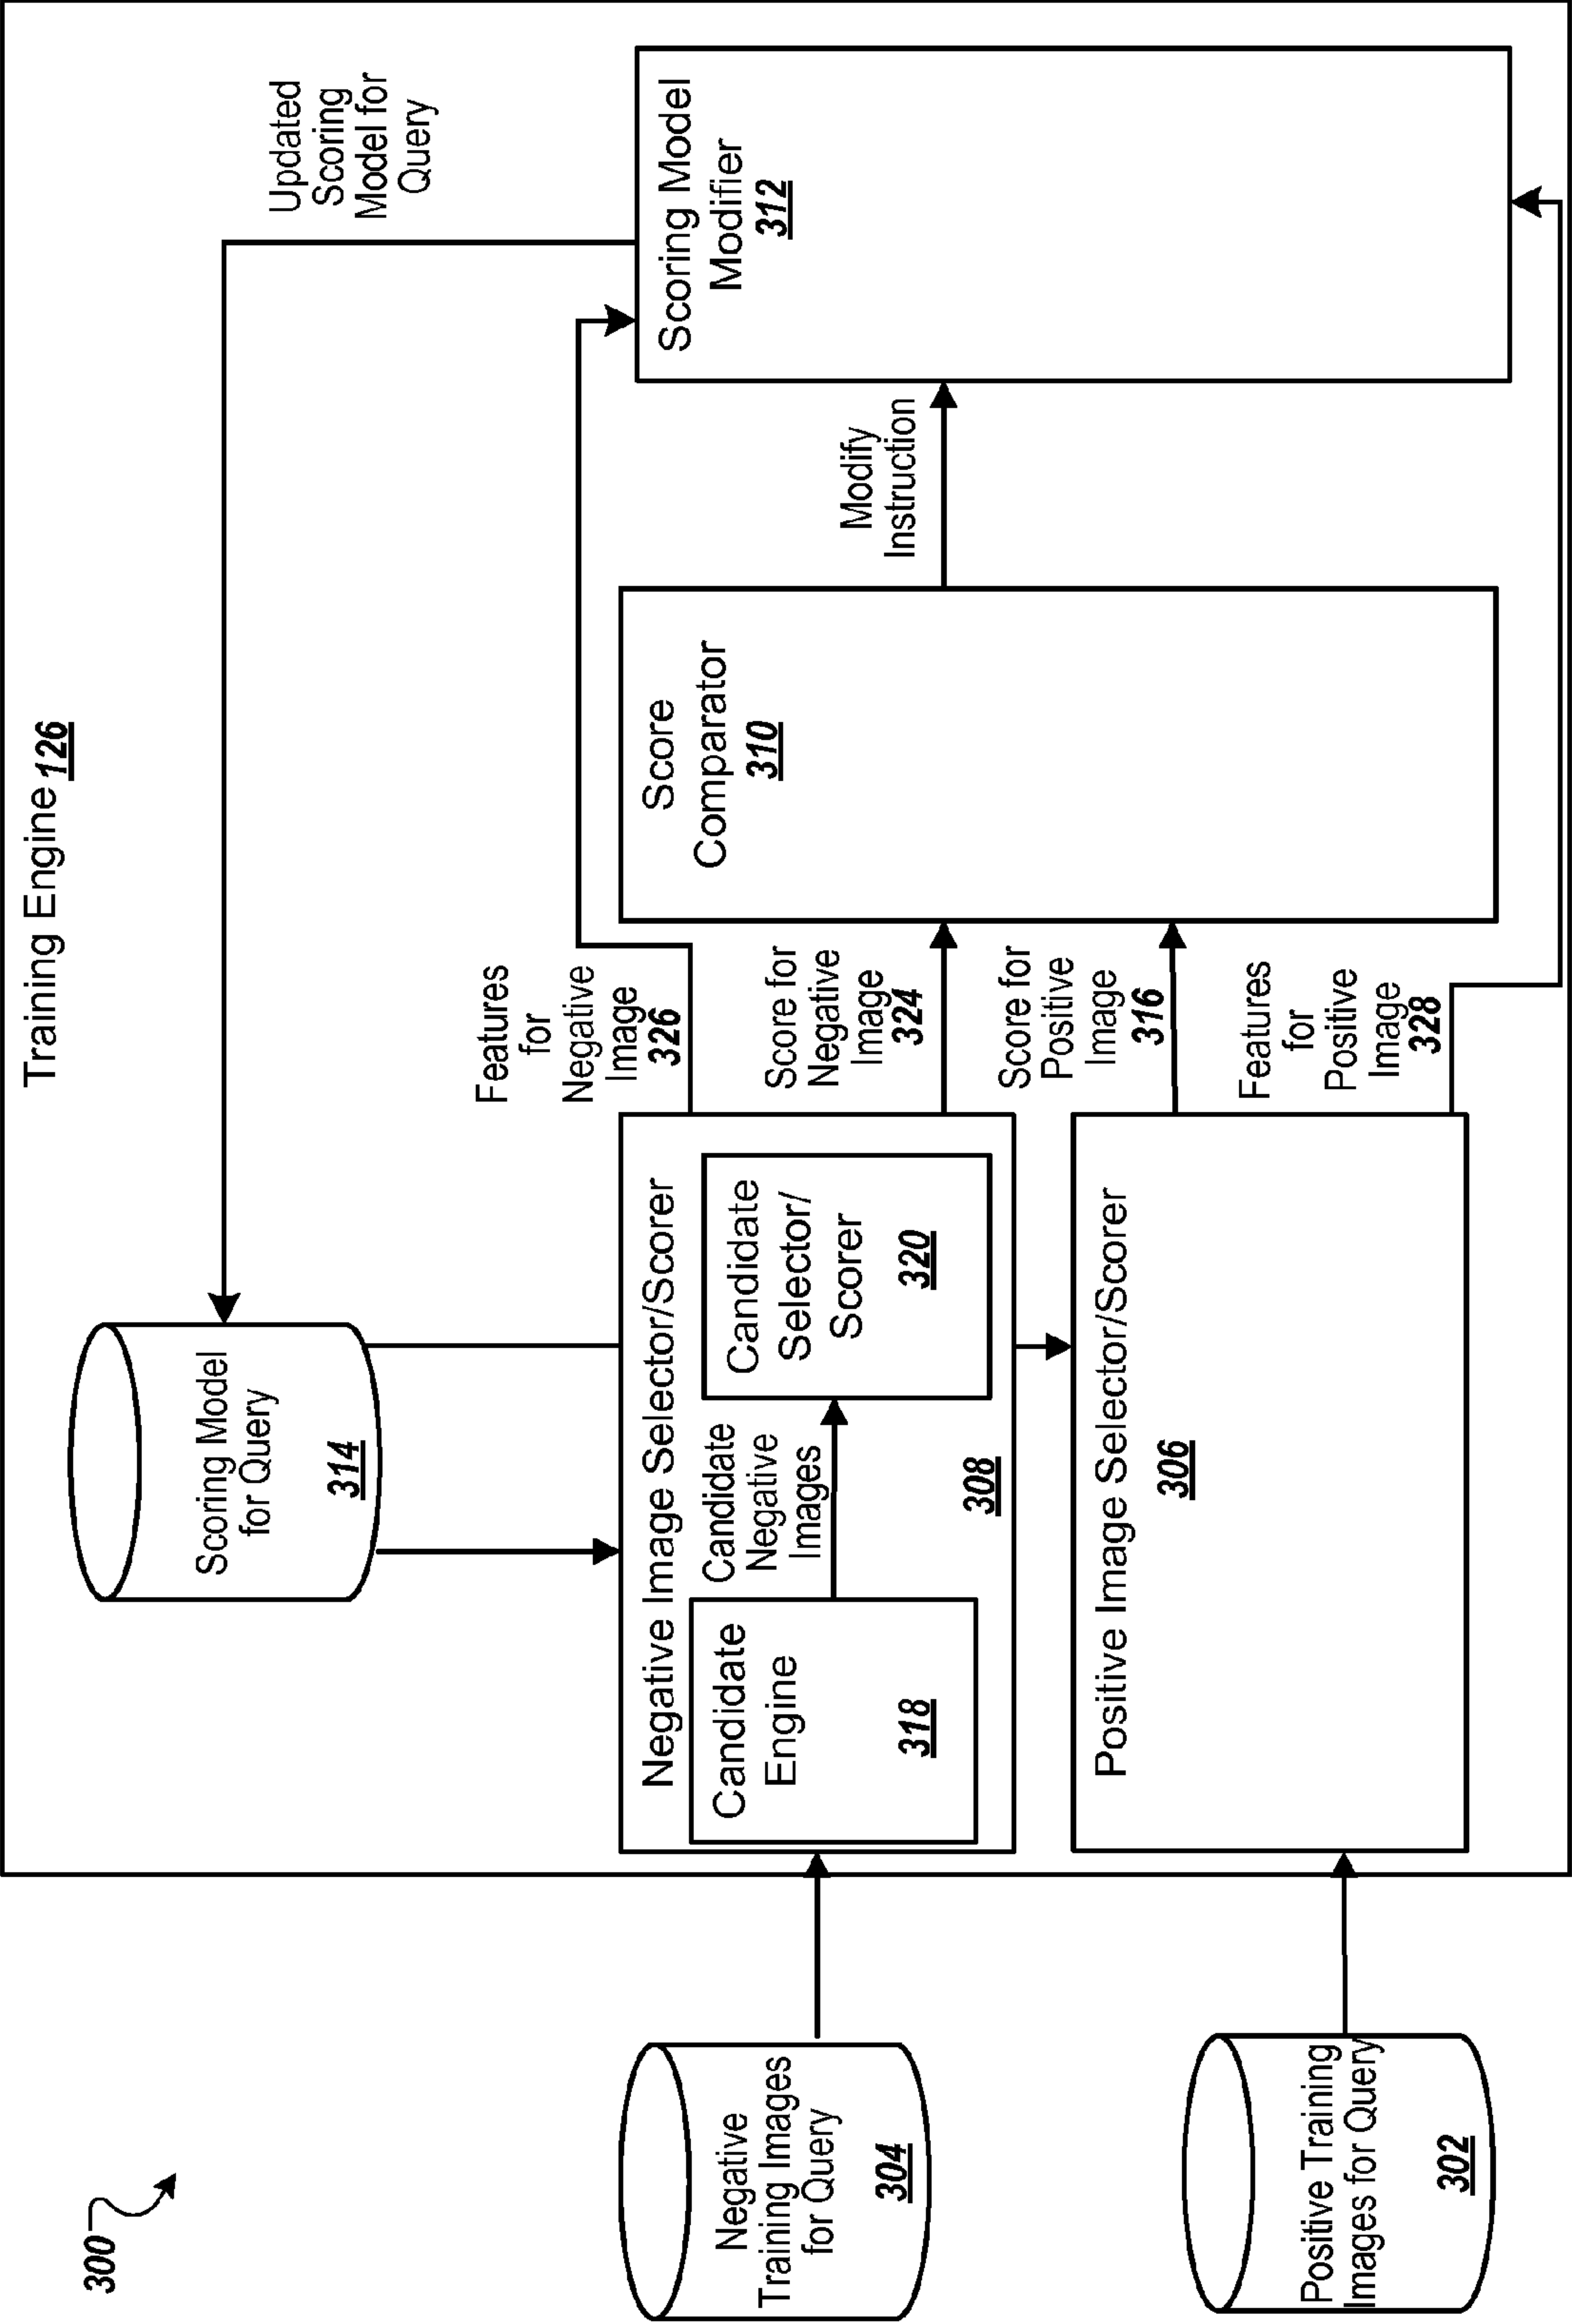 300
Training Engine 126
Scoring Model
for Query
314
Updated
Scoring
Model for
Query
Negative
Training Images
for Query
304
Negative Image Selector/Scorer
Candidate
Engine
318
Candidate
Negative
Images
Candidate
Selector/
Scorer
320
308
Features
for
Negative
Image
326
Score for
Negative
Image
324
Score
Comparator
310
Modify
Instruction
Scoring Model
Modifier
312
Positive Training
Images for Query
302
Positive Image Selector/Scorer
306
Score for
Positive
Image
316
Features
for
Positive
Image
328